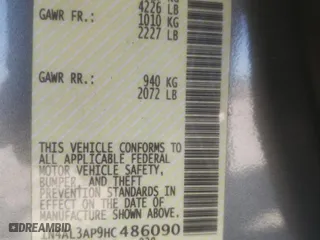 4226 LB
GAWR FR.: 1010 KG
2227 LB
GAWR RR.: 940 KG
2072 LB
THIS VEHICLE CONFORMS TO
ALL APPLICABLE FEDERAL
MOTOR VEHICLE SAFETY,
BUMPER, AND THEFT
PREVENTION STANDARDS IN
EFFECT ON THE DATE OF
MANUFACTURE SHOWN ABOVE.
1N4AL3AP9HC486090